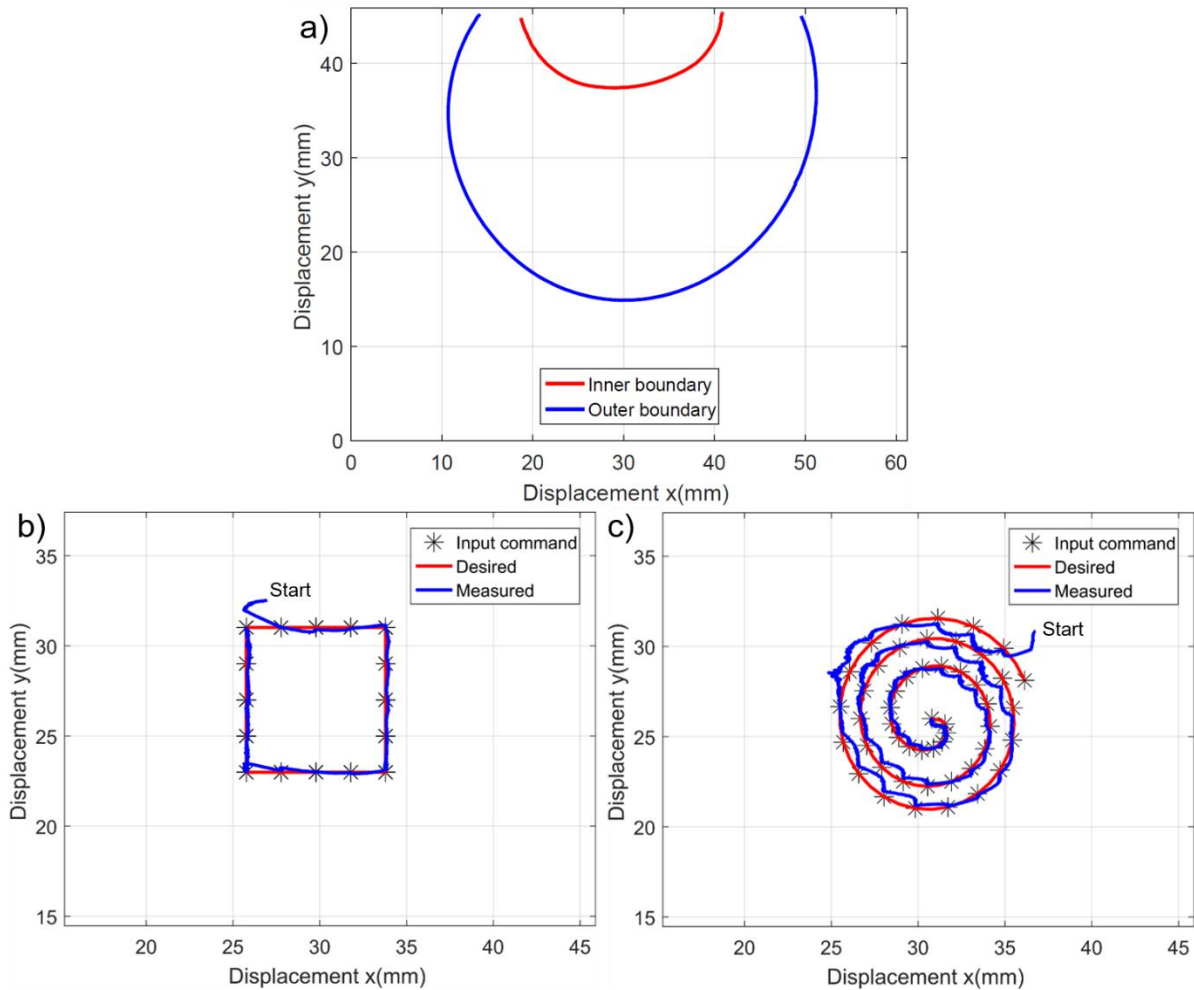 a)
40
30
20
10
0
Displacement y(mm)
Inner boundary
Outer boundary
0 10 20 30 40 50 60
Displacement x(mm)
b)
35
30
25
20
15
Displacement y(mm)
Input command
Desired
Measured
Start
20 25 30 35 40 45
Displacement x(mm)
c)
35
30
25
20
15
Displacement y(mm)
Input command
Desired
Measured
Start
20 25 30 35 40 45
Displacement x(mm)